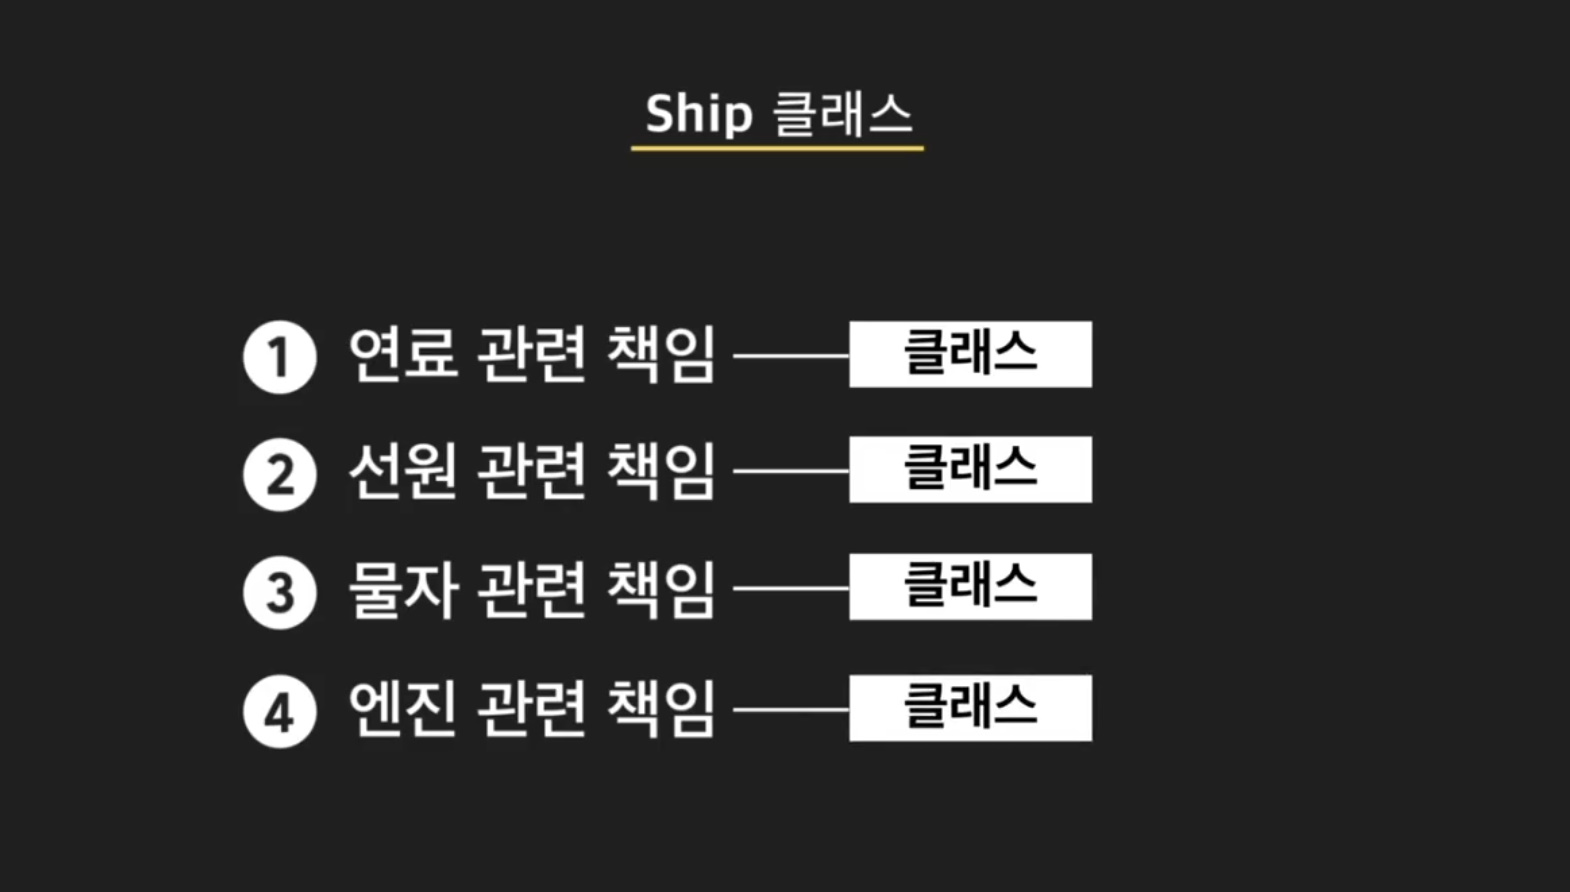 Ship 클래스
1 연료 관련 책임 클래스
2 선원 관련 책임 클래스
3 물자 관련 책임 클래스
4 엔진 관련 책임 클래스